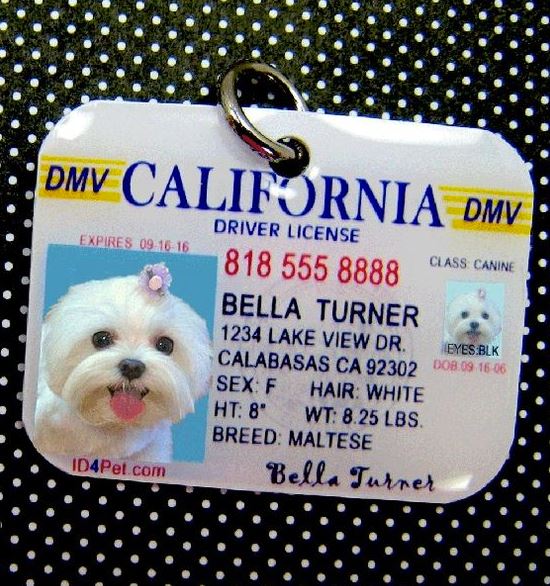 DMV CALIFORNIA DMV
DRIVER LICENSE
EXPIRES 09-16-16
818 555 8888
CLASS: CANINE
BELLA TURNER
1234 LAKE VIEW DR.
CALABASAS CA 92302
SEX: F HAIR: WHITE
HT: 8" WT: 8.25 LBS.
BREED: MALTESE
EYES:BLK
DOB:09-16-06
ID4Pet.com
Bella Turner